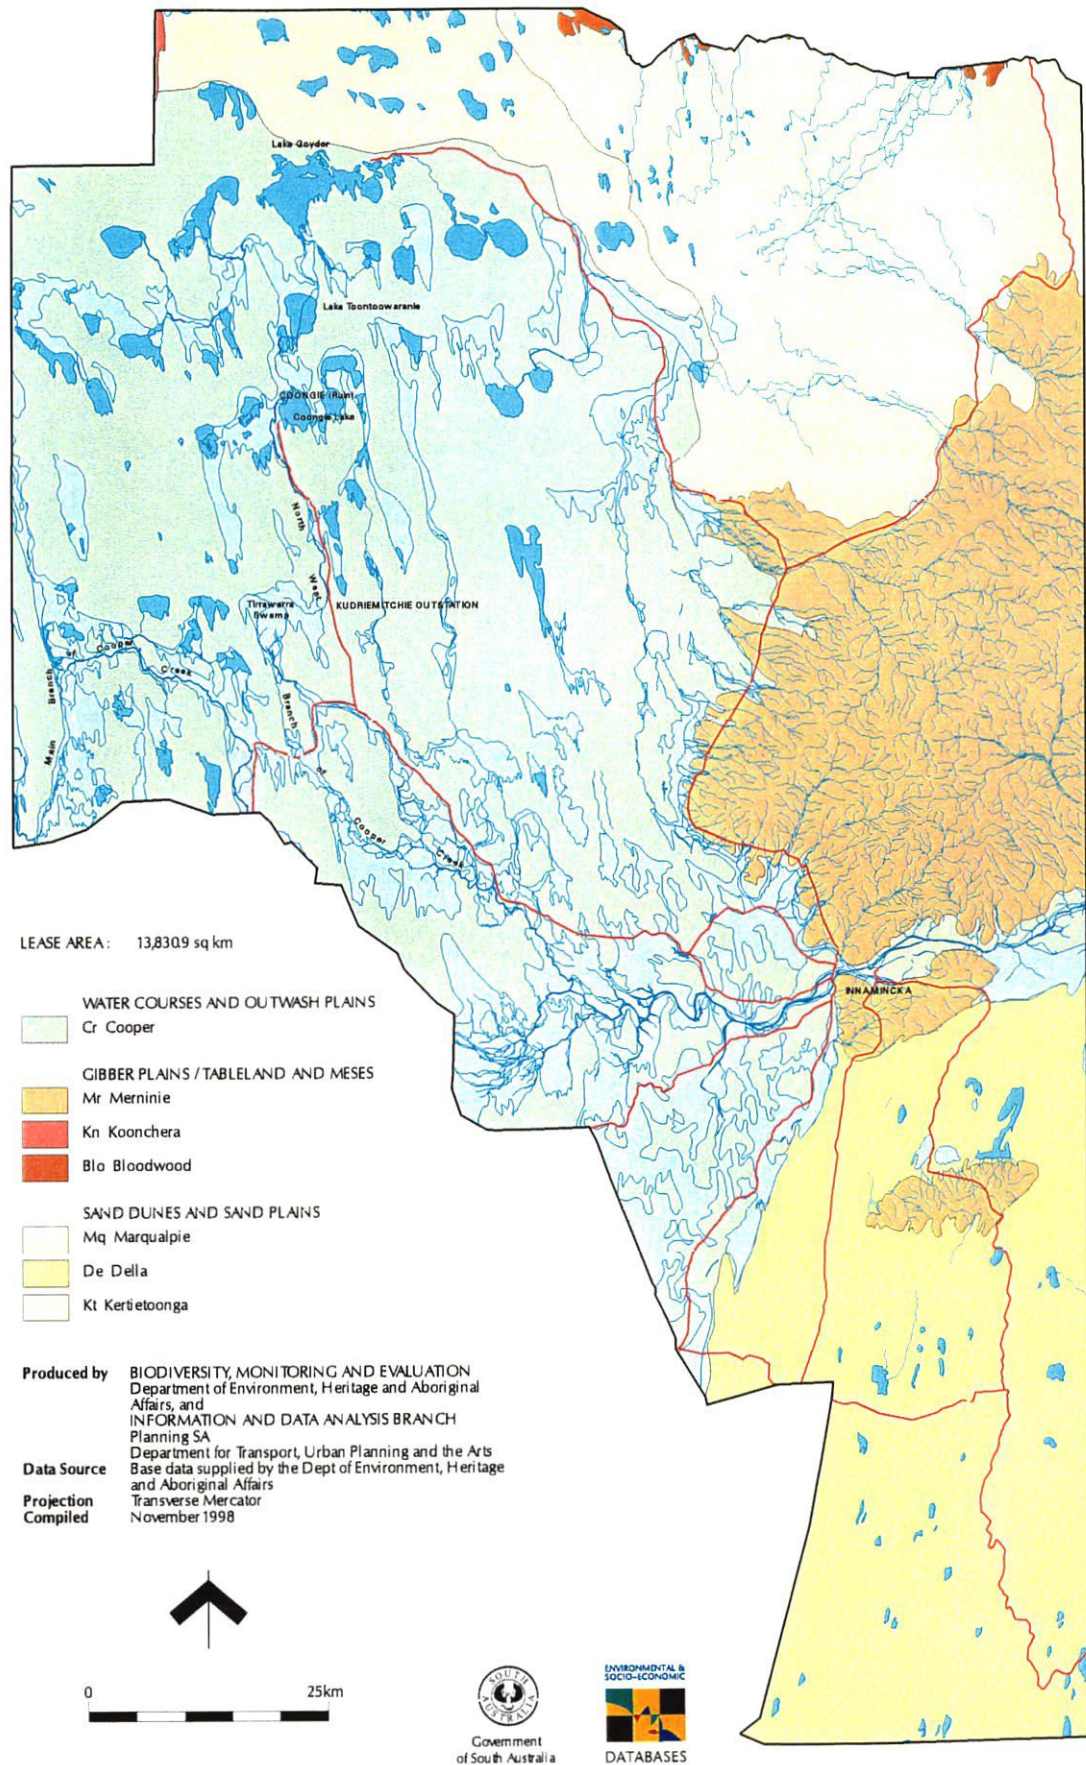 Lake Goyder
Lake Toontoowaranie
COONGIE (Ruin)
Coongie Lake
North
West
KUDRIEMITCHIE OUTSTATION
Tirrawarra
Swamp
Main Branch of Cooper Creek
Branch of Cooper Creek
INNAMINCKA
LEASE AREA : 13,830.9 sq km
WATER COURSES AND OUTWASH PLAINS
Cr Cooper
GIBBER PLAINS / TABLELAND AND MESES
Mr Merninie
Kn Koonchera
Blo Bloodwood
SAND DUNES AND SAND PLAINS
Mq Marqualpie
De Della
Kt Kertietoonga
Produced by BIODIVERSITY, MONITORING AND EVALUATION
Department of Environment, Heritage and Aboriginal
Affairs, and
INFORMATION AND DATA ANALYSIS BRANCH
Planning SA
Department for Transport, Urban Planning and the Arts
Data Source Base data supplied by the Dept of Environment, Heritage
and Aboriginal Affairs
Projection Transverse Mercator
Compiled November 1998
0 25km
SOUTH AUSTRALIA
Government
of South Australia
ENVIRONMENTAL &
SOCIO-ECONOMIC
DATABASES